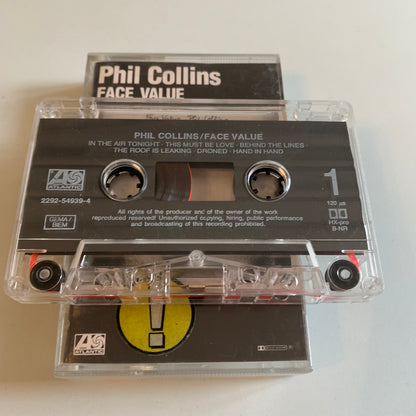 Phil Collins
FACE VALUE
PHIL COLLINS/FACE VALUE
IN THE AIR TONIGHT · THIS MUST BE LOVE · BEHIND THE LINES ·
THE ROOF IS LEAKING · DRONED · HAND IN HAND
ATLANTIC
2292-54939-4
1
120 µs
HX-pro
B-NR
GEMA/
BIEM
All rights of the producer and of the owner of the work
reproduced reserved! Unauthorized copying, hiring, public performance
and broadcasting of this recording prohibited.
ATLANTIC
!